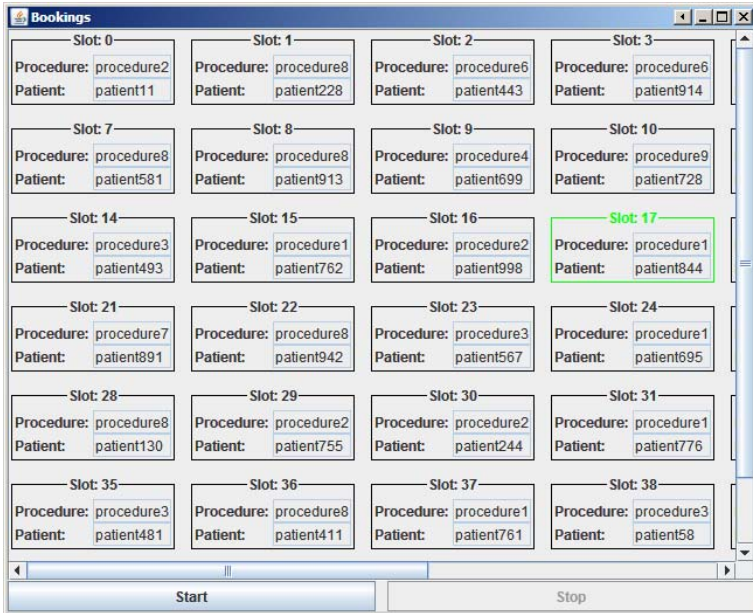 Bookings
Slot: 0 Slot: 1 Slot: 2 Slot: 3
Procedure: procedure2 Procedure: procedure8 Procedure: procedure6 Procedure: procedure6
Patient: patient11 Patient: patient228 Patient: patient443 Patient: patient914
Slot: 7 Slot: 8 Slot: 9 Slot: 10
Procedure: procedure8 Procedure: procedure8 Procedure: procedure4 Procedure: procedure9
Patient: patient581 Patient: patient913 Patient: patient699 Patient: patient728
Slot: 14 Slot: 15 Slot: 16 Slot: 17
Procedure: procedure3 Procedure: procedure1 Procedure: procedure2 Procedure: procedure1
Patient: patient493 Patient: patient762 Patient: patient998 Patient: patient844
Slot: 21 Slot: 22 Slot: 23 Slot: 24
Procedure: procedure7 Procedure: procedure8 Procedure: procedure3 Procedure: procedure1
Patient: patient891 Patient: patient942 Patient: patient567 Patient: patient695
Slot: 28 Slot: 29 Slot: 30 Slot: 31
Procedure: procedure8 Procedure: procedure2 Procedure: procedure2 Procedure: procedure1
Patient: patient130 Patient: patient755 Patient: patient244 Patient: patient776
Slot: 35 Slot: 36 Slot: 37 Slot: 38
Procedure: procedure3 Procedure: procedure8 Procedure: procedure1 Procedure: procedure3
Patient: patient481 Patient: patient411 Patient: patient761 Patient: patient58
Start Stop